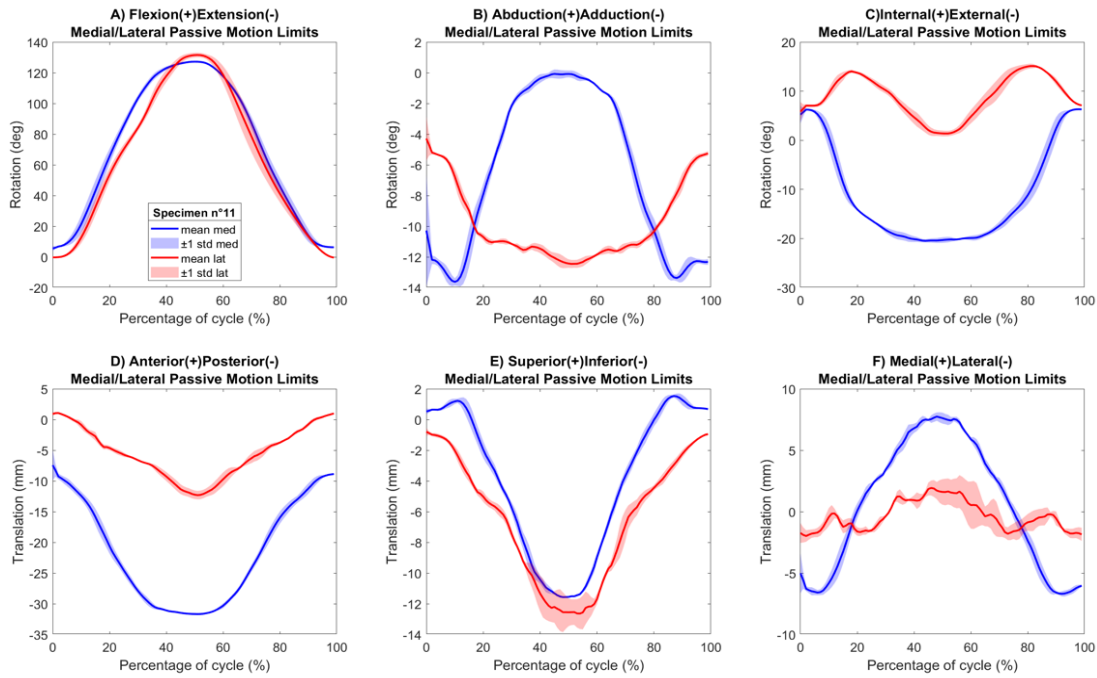 A) Flexion(+)Extension(-)
Medial/Lateral Passive Motion Limits
140
120
100
80
60
40
20
0
-20
Rotation (deg)
Specimen n°11
mean med
±1 std med
mean lat
±1 std lat
0 20 40 60 80 100
Percentage of cycle (%)
B) Abduction(+)Adduction(-)
Medial/Lateral Passive Motion Limits
2
0
-2
-4
-6
-8
-10
-12
-14
Rotation (deg)
0 20 40 60 80 100
Percentage of cycle (%)
C)Internal(+)External(-)
Medial/Lateral Passive Motion Limits
20
10
0
-10
-20
-30
Rotation (deg)
0 20 40 60 80 100
Percentage of cycle (%)
D) Anterior(+)Posterior(-)
Medial/Lateral Passive Motion Limits
5
0
-5
-10
-15
-20
-25
-30
-35
Translation (mm)
0 20 40 60 80 100
Percentage of cycle (%)
E) Superior(+)Inferior(-)
Medial/Lateral Passive Motion Limits
2
0
-2
-4
-6
-8
-10
-12
-14
Translation (mm)
0 20 40 60 80 100
Percentage of cycle (%)
F) Medial(+)Lateral(-)
Medial/Lateral Passive Motion Limits
10
5
0
-5
-10
Translation (mm)
0 20 40 60 80 100
Percentage of cycle (%)